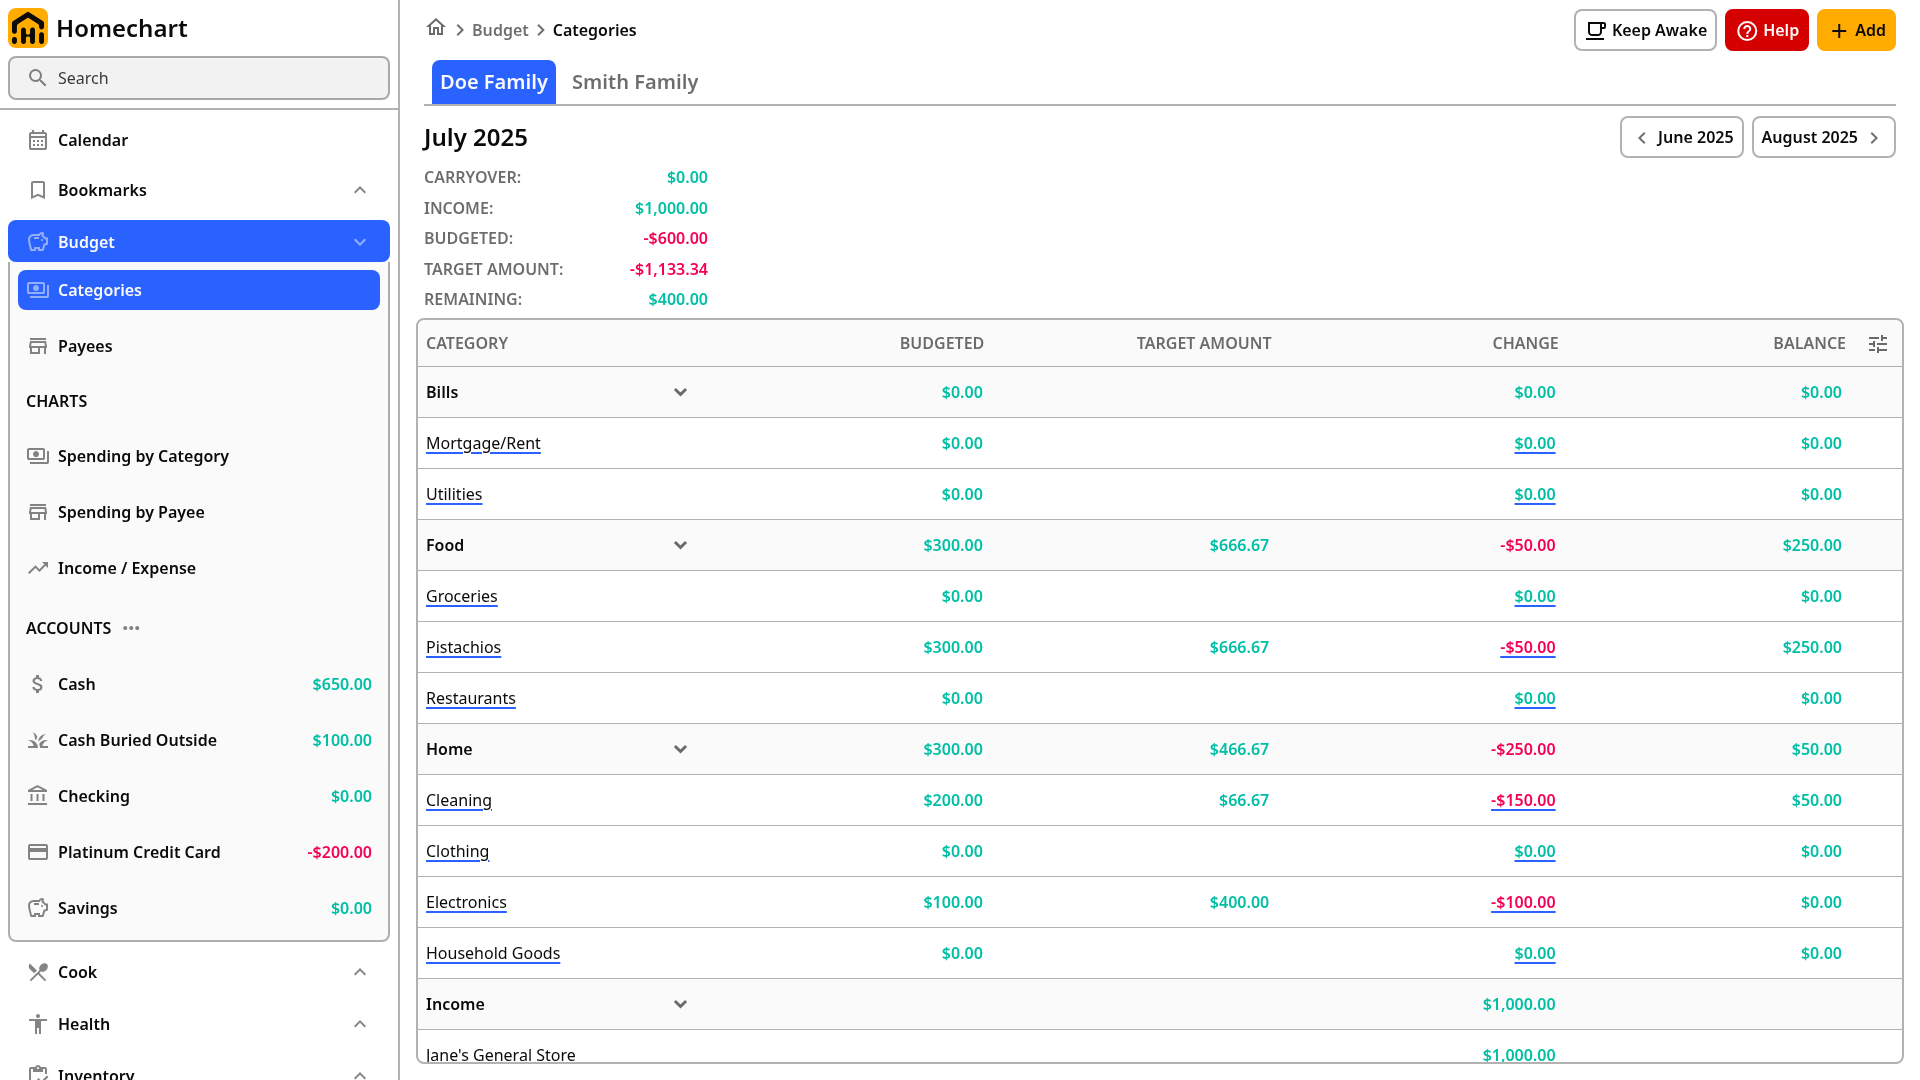 Homechart
Search
Calendar
Bookmarks
Budget
Categories
Payees
CHARTS
Spending by Category
Spending by Payee
Income / Expense
ACCOUNTS
Cash $650.00
Cash Buried Outside $100.00
Checking $0.00
Platinum Credit Card -$200.00
Savings $0.00
Cook
Health
Inventory
Budget Categories
Keep Awake Help Add
Doe Family Smith Family
July 2025
June 2025 August 2025
CARRYOVER: $0.00
INCOME: $1,000.00
BUDGETED: -$600.00
TARGET AMOUNT: -$1,133.34
REMAINING: $400.00
CATEGORY BUDGETED TARGET AMOUNT CHANGE BALANCE
Bills $0.00 $0.00 $0.00
Mortgage/Rent $0.00 $0.00 $0.00
Utilities $0.00 $0.00 $0.00
Food $300.00 $666.67 -$50.00 $250.00
Groceries $0.00 $0.00 $0.00
Pistachios $300.00 $666.67 -$50.00 $250.00
Restaurants $0.00 $0.00 $0.00
Home $300.00 $466.67 -$250.00 $50.00
Cleaning $200.00 $66.67 -$150.00 $50.00
Clothing $0.00 $0.00 $0.00
Electronics $100.00 $400.00 -$100.00 $0.00
Household Goods $0.00 $0.00 $0.00
Income $1,000.00
Jane's General Store $1,000.00